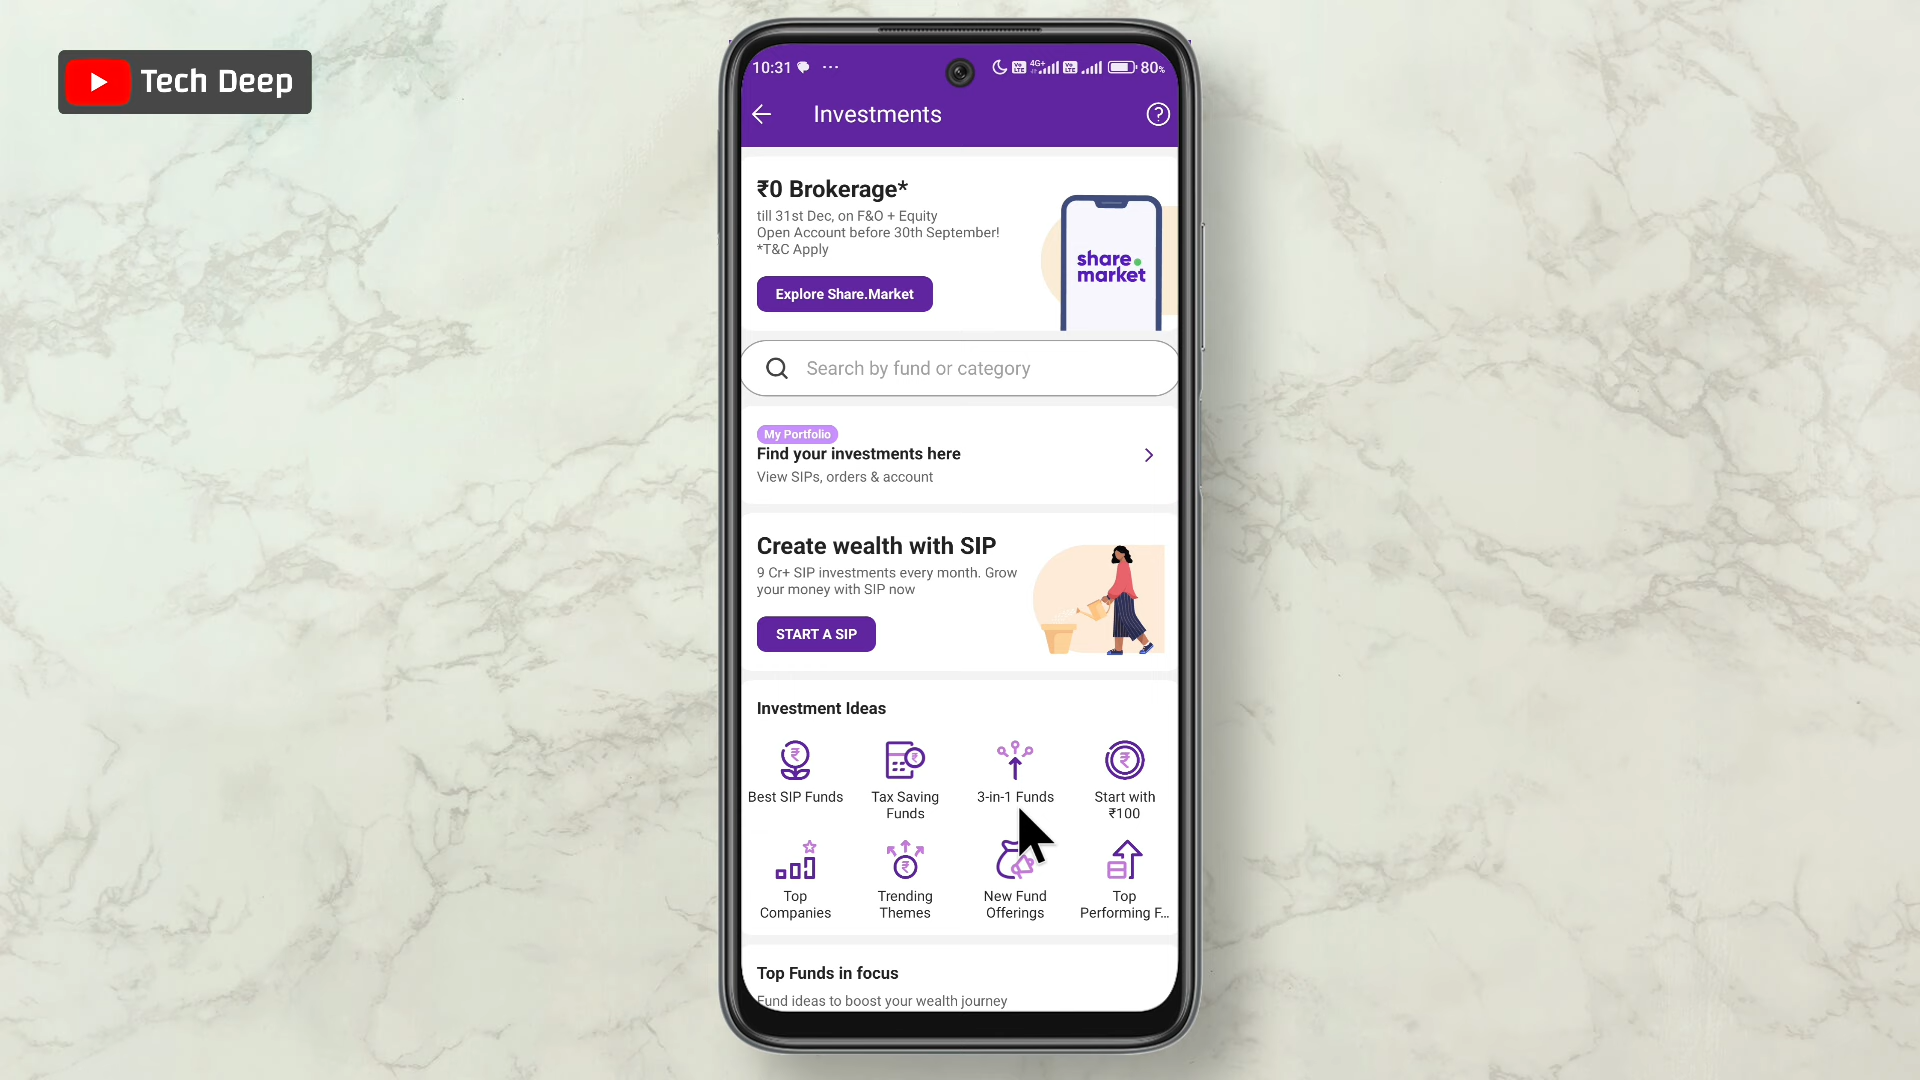 Tech Deep
10:31
4G+
80%
Investments
₹0 Brokerage*
till 31st Dec, on F&O + Equity
Open Account before 30th September!
*T&C Apply
share.
market
Explore Share.Market
Search by fund or category
My Portfolio
Find your investments here
View SIPs, orders & account
Create wealth with SIP
9 Cr+ SIP investments every month. Grow
your money with SIP now
START A SIP
Investment Ideas
Best SIP Funds
Tax Saving
Funds
3-in-1 Funds
Start with
₹100
Top
Companies
Trending
Themes
New Fund
Offerings
Top
Performing F...
Top Funds in focus
Fund ideas to boost your wealth journey